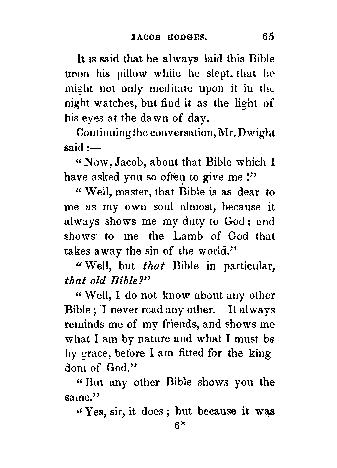 JACOB HODGES. 65
It is said that he always laid this Bible
upon his pillow while he slept, that he
might not only meditate upon it in the
night watches, but find it as the light of
his eyes at the dawn of day.
Continuing the conversation, Mr. Dwight
said :—
“Now, Jacob, about that Bible which I
have asked you so often to give me ?”
“Well, master, that Bible is as dear to
me as my own soul almost, because it
always shows me my duty to God ; and
shows to me the Lamb of God that
takes away the sin of the world.”
“Well, but that Bible in particular,
that old Bible?”
“Well, I do not know about any other
Bible ; I never read any other. It always
reminds me of my friends, and shows me
what I am by nature and what I must be
by grace, before I am fitted for the king
dom of God.”
“But any other Bible shows you the
same.”
“Yes, sir, it does ; but because it was
6*